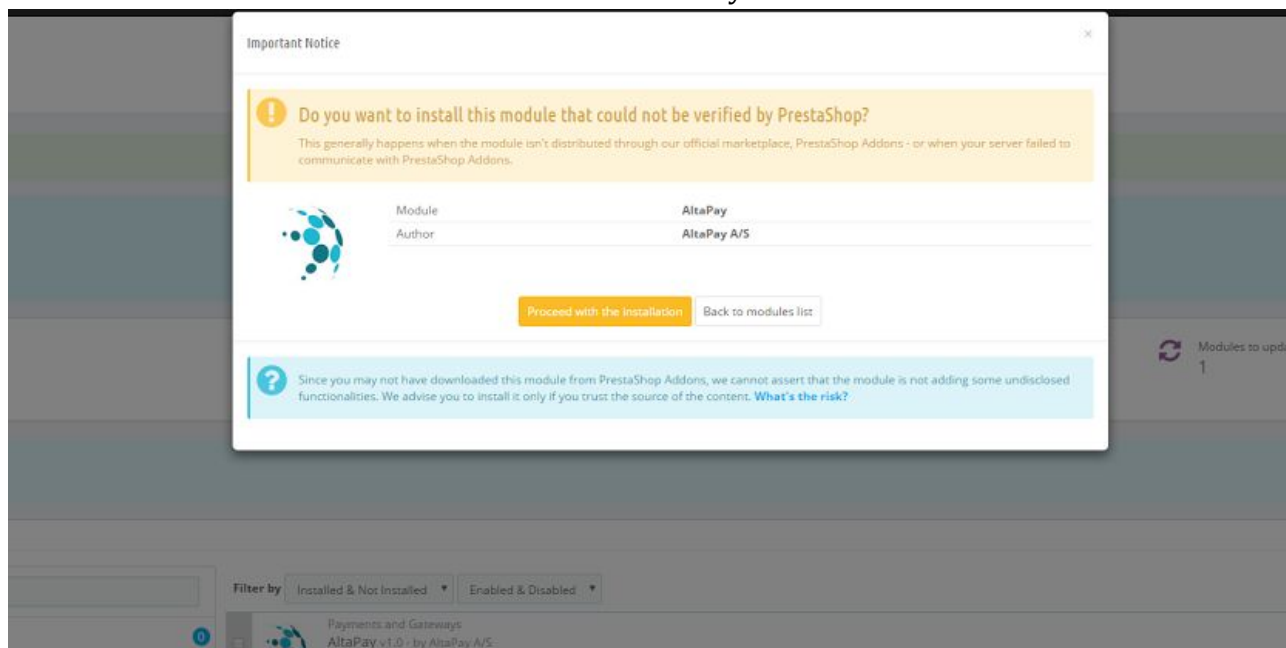 Important Notice
×
Do you want to install this module that could not be verified by PrestaShop?
This generally happens when the module isn't distributed through our official marketplace, PrestaShop Addons - or when your server failed to
communicate with PrestaShop Addons.
Module AltaPay
Author AltaPay A/S
Proceed with the installation Back to modules list
Modules to upda
1
Since you may not have downloaded this module from PrestaShop Addons, we cannot assert that the module is not adding some undisclosed
functionalities. We advise you to install it only if you trust the source of the content. What's the risk?
Filter by Installed & Not Installed Enabled & Disabled
0
Payments and Gateways
AltaPay v1.0 - by AltaPay A/S